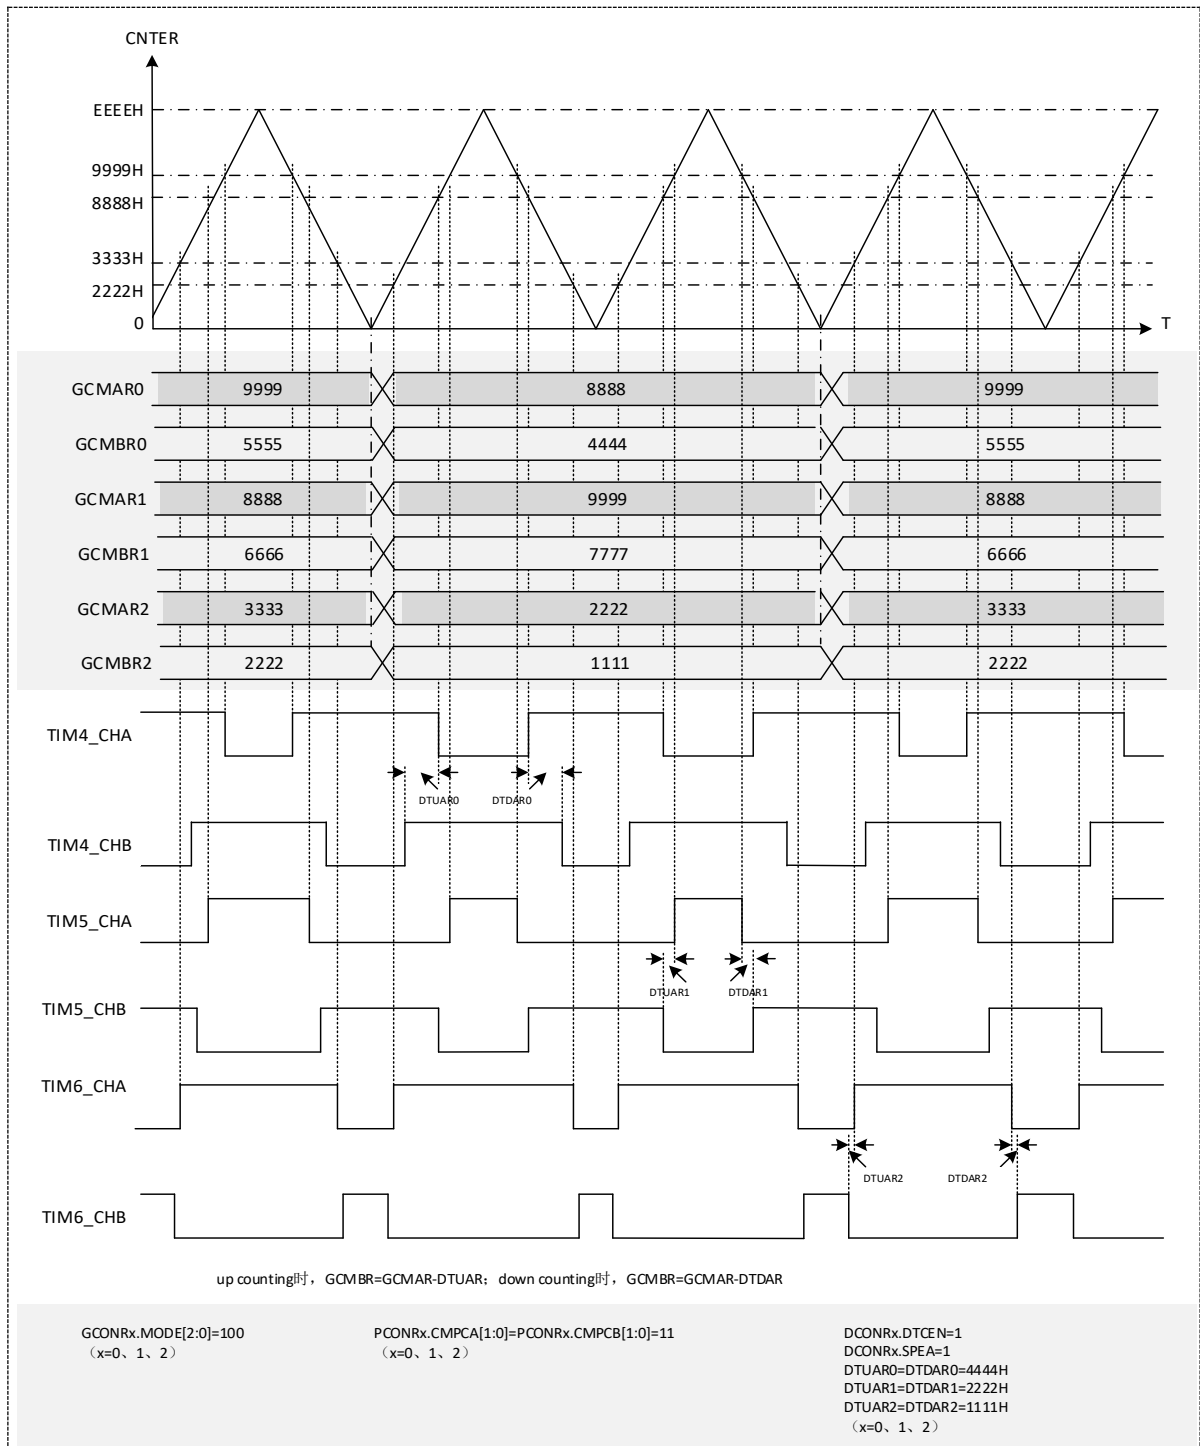 CNTER
EEEEH
9999H
8888H
3333H
2222H
0
T
GCMAR0 9999 8888 9999
GCMBR0 5555 4444 5555
GCMAR1 8888 9999 8888
GCMBR1 6666 7777 6666
GCMAR2 3333 2222 3333
GCMBR2 2222 1111 2222
TIM4_CHA
DTUAR0 DTDAR0
TIM4_CHB
TIM5_CHA
DTUAR1 DTDAR1
TIM5_CHB
TIM6_CHA
DTUAR2 DTDAR2
TIM6_CHB
up counting时，GCMBR=GCMAR-DTUAR；down counting时，GCMBR=GCMAR-DTDAR
GCONRx.MODE[2:0]=100
（x=0、1、2）
PCONRx.CMPCA[1:0]=PCONRx.CMPCB[1:0]=11
（x=0、1、2）
DCONRx.DTCEN=1
DCONRx.SPEA=1
DTUAR0=DTDAR0=4444H
DTUAR1=DTDAR1=2222H
DTUAR2=DTDAR2=1111H
（x=0、1、2）